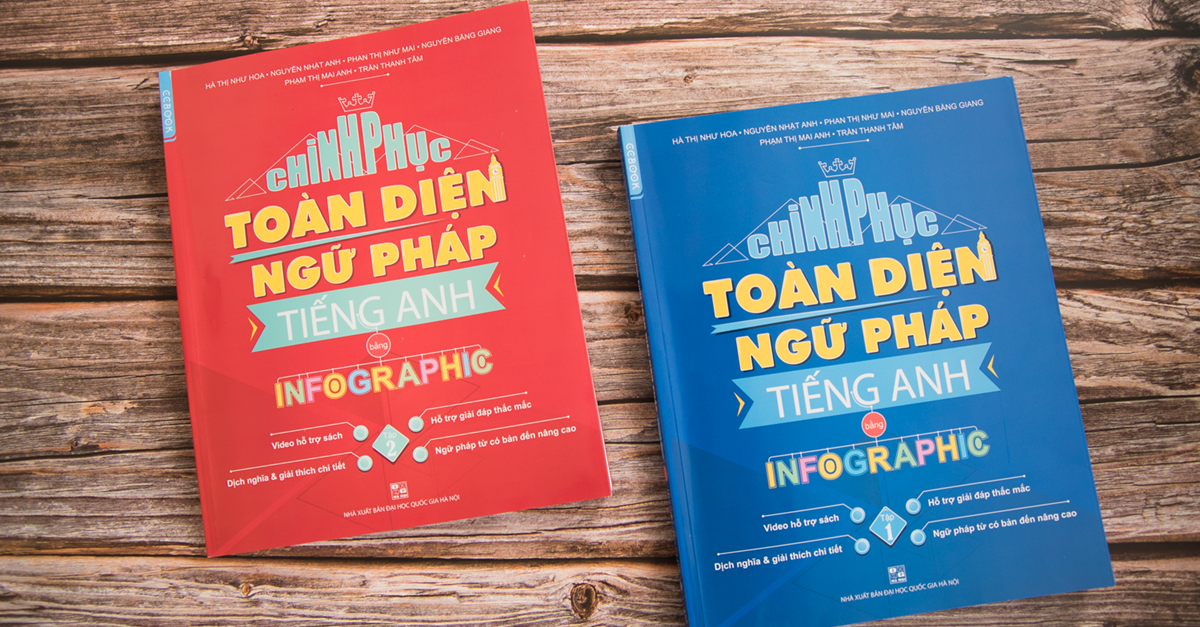 CCBOOK
HÀ THỊ NHƯ HOA • NGUYỄN NHẬT ANH • PHAN THỊ NHƯ MAI • NGUYỄN BẰNG GIANG
PHẠM THỊ MAI ANH • TRẦN THANH TÂM
CHINH PHỤC
TOÀN DIỆN
NGỮ PHÁP
TIẾNG ANH
bằng
INFOGRAPHIC
Video hỗ trợ sách
Hỗ trợ giải đáp thắc mắc
Tập
2
Dịch nghĩa & giải thích chi tiết
Ngữ pháp từ cơ bản đến nâng cao
NHÀ XUẤT BẢN ĐẠI HỌC QUỐC GIA HÀ NỘI
CCBOOK
HÀ THỊ NHƯ HOA • NGUYỄN NHẬT ANH • PHAN THỊ NHƯ MAI • NGUYỄN BẰNG GIANG
PHẠM THỊ MAI ANH • TRẦN THANH TÂM
CHINH PHỤC
TOÀN DIỆN
NGỮ PHÁP
TIẾNG ANH
bằng
INFOGRAPHIC
Video hỗ trợ sách
Hỗ trợ giải đáp thắc mắc
Tập
1
Dịch nghĩa & giải thích chi tiết
Ngữ pháp từ cơ bản đến nâng cao
NHÀ XUẤT BẢN ĐẠI HỌC QUỐC GIA HÀ NỘI